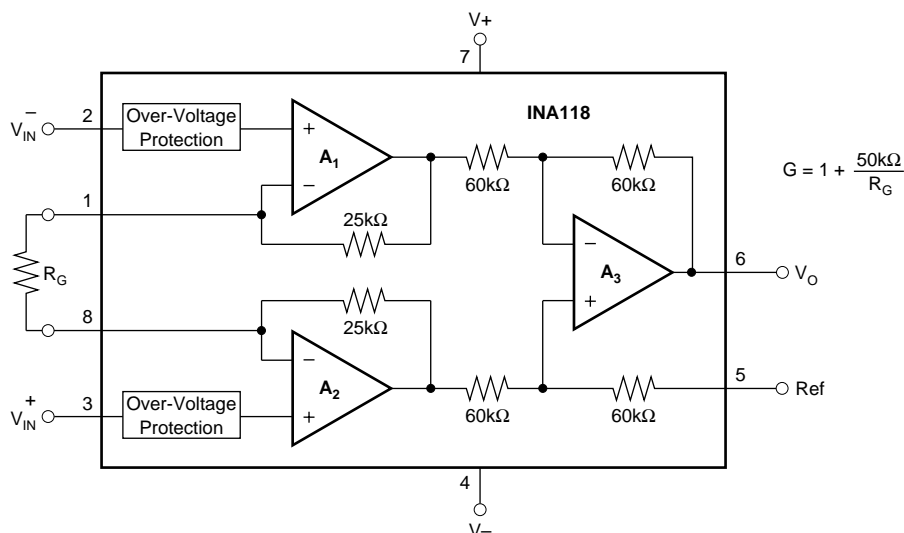 V+
7
INA118
V⁻IN
2
Over-Voltage
Protection
+
A1
−
60kΩ
60kΩ
G = 1 + 50kΩ
RG
1
25kΩ
RG
−
A3
+
6
VO
8
25kΩ
−
A2
+
V⁺IN
3
Over-Voltage
Protection
60kΩ
60kΩ
5
Ref
4
V–